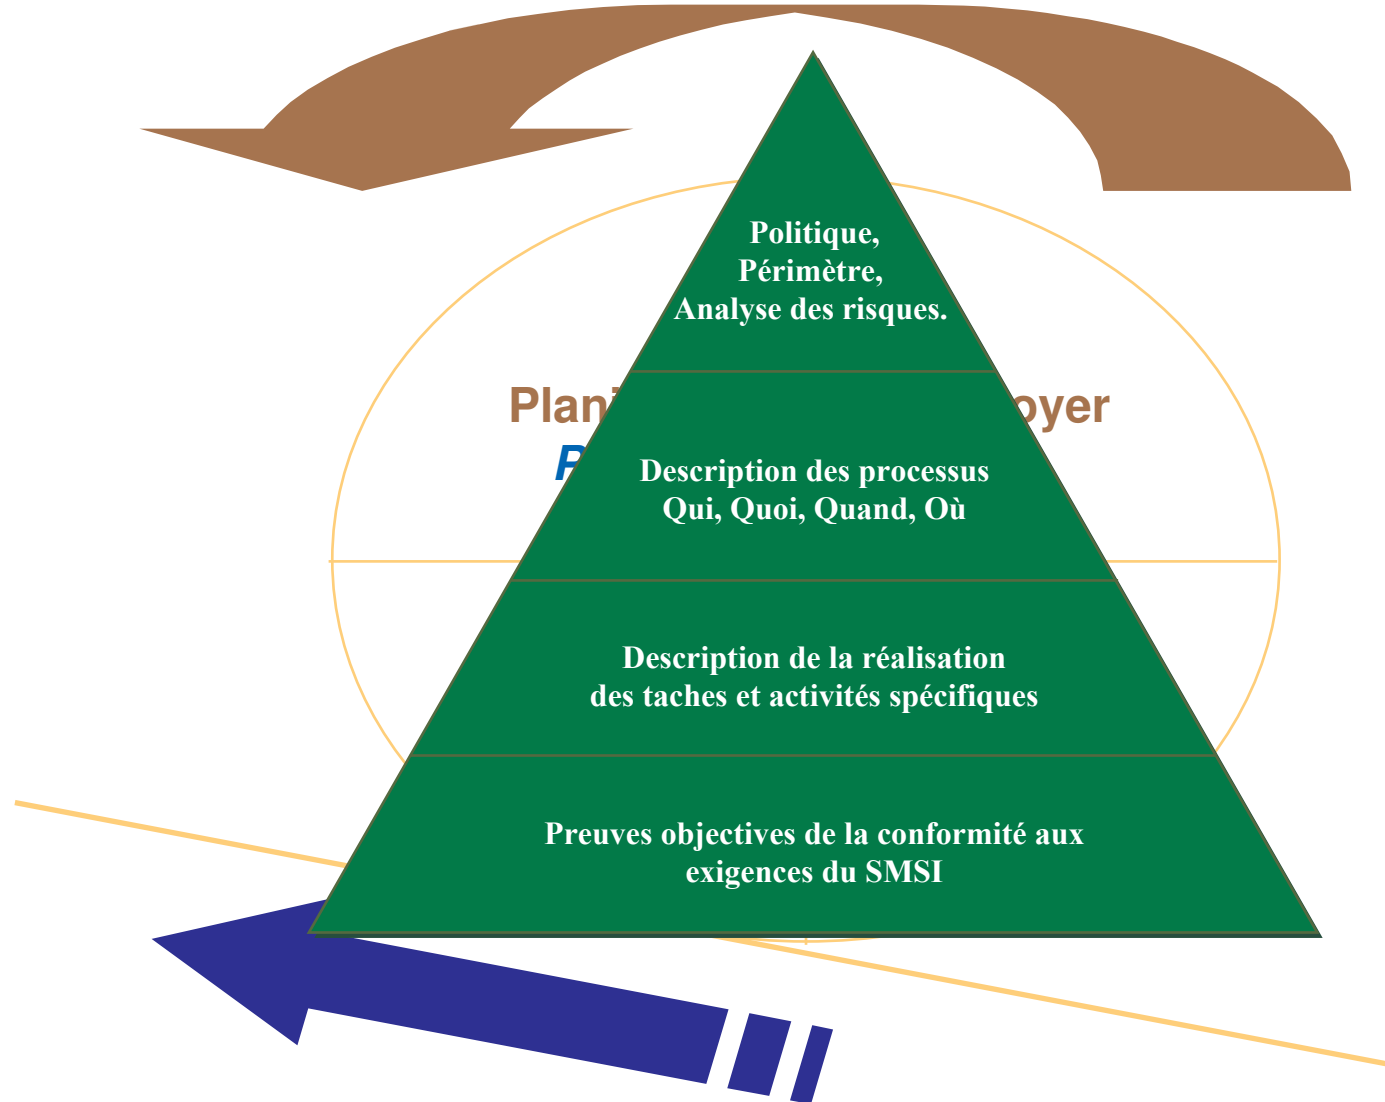 Politique,
Périmètre,
Analyse des risques.
Description des processus
Qui, Quoi, Quand, Où
Description de la réalisation
des taches et activités spécifiques
Preuves objectives de la conformité aux
exigences du SMSI